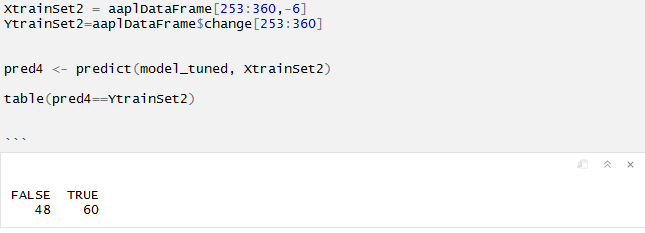 XtrainSet2 = aaplDataFrame[253:360,-6]
YtrainSet2=aaplDataFrame$change[253:360]
pred4 <- predict(model_tuned, XtrainSet2)
table(pred4==YtrainSet2)
```
FALSE TRUE
48 60